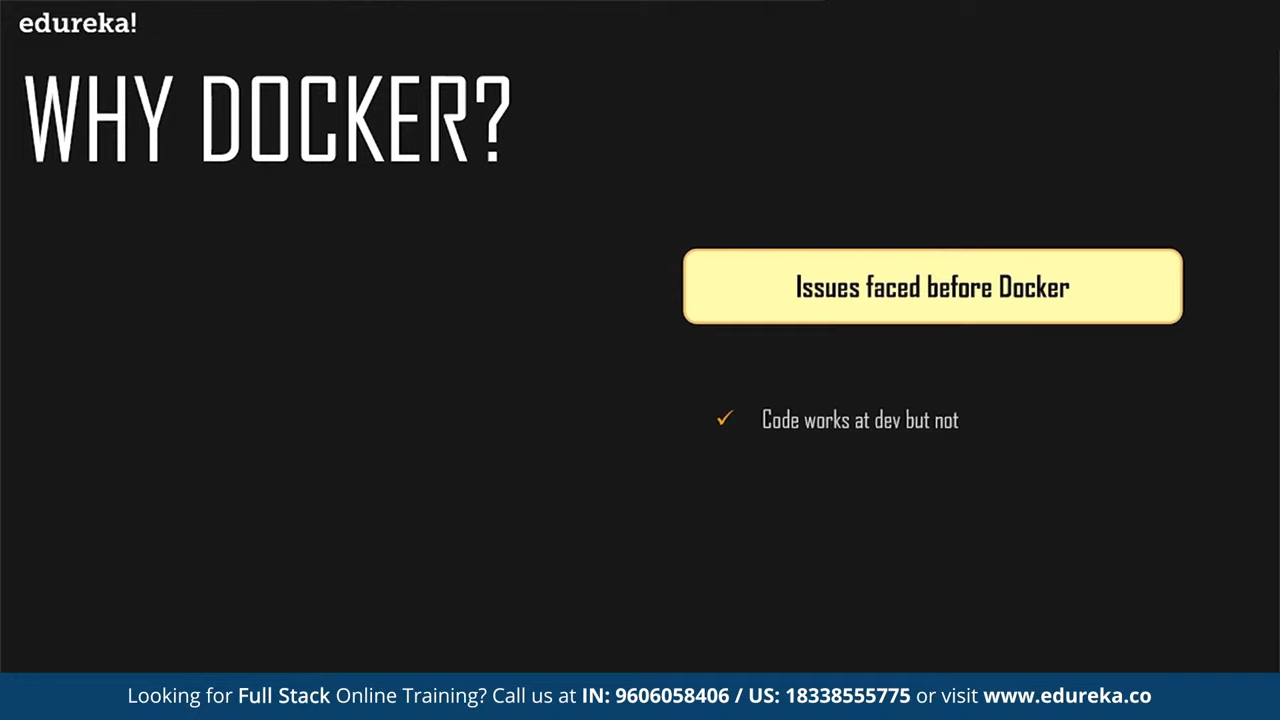 edureka!
WHY DOCKER?
Issues faced before Docker
✓ Code works at dev but not
Looking for Full Stack Online Training? Call us at IN: 9606058406 / US: 18338555775 or visit www.edureka.co